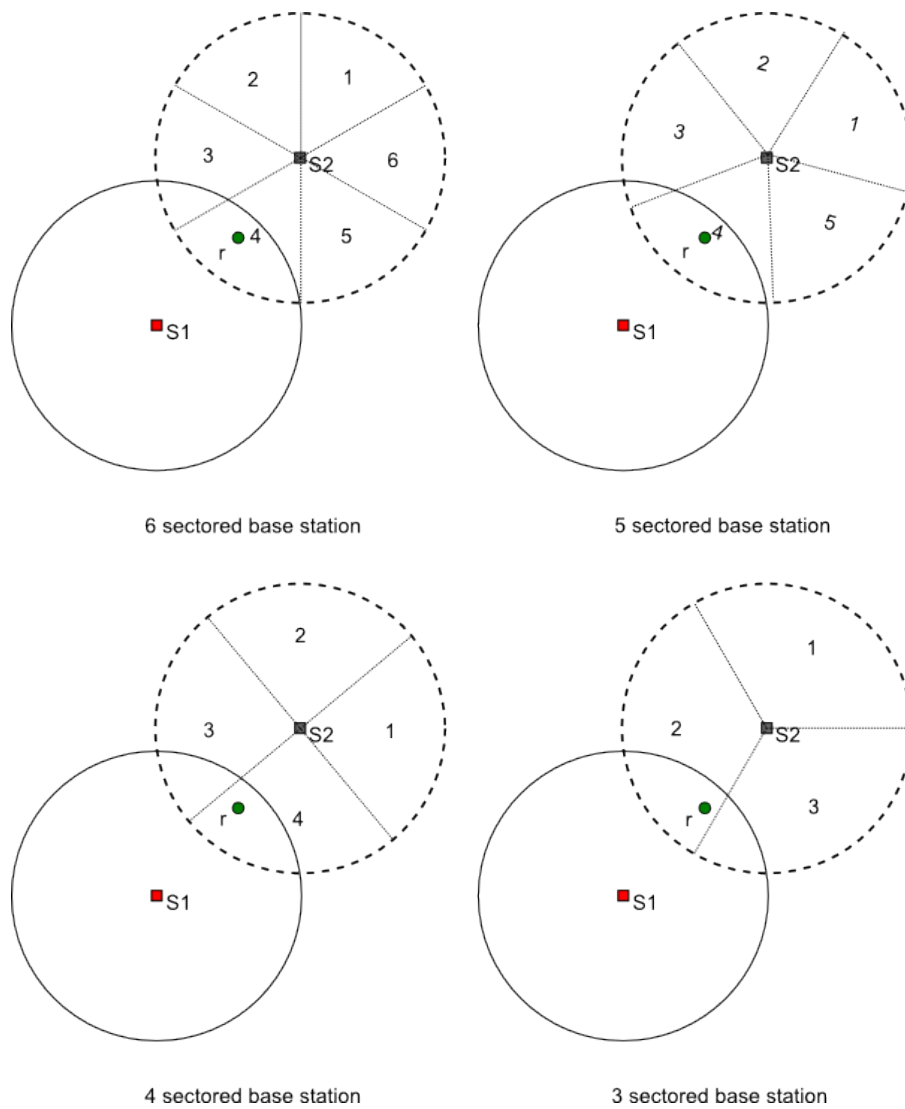 2
1
3
S2
6
4
5
r
S1
6 sectored base station
2
1
3
S2
4
5
r
S1
5 sectored base station
2
3
S2
1
r
4
S1
4 sectored base station
1
2
S2
3
r
S1
3 sectored base station